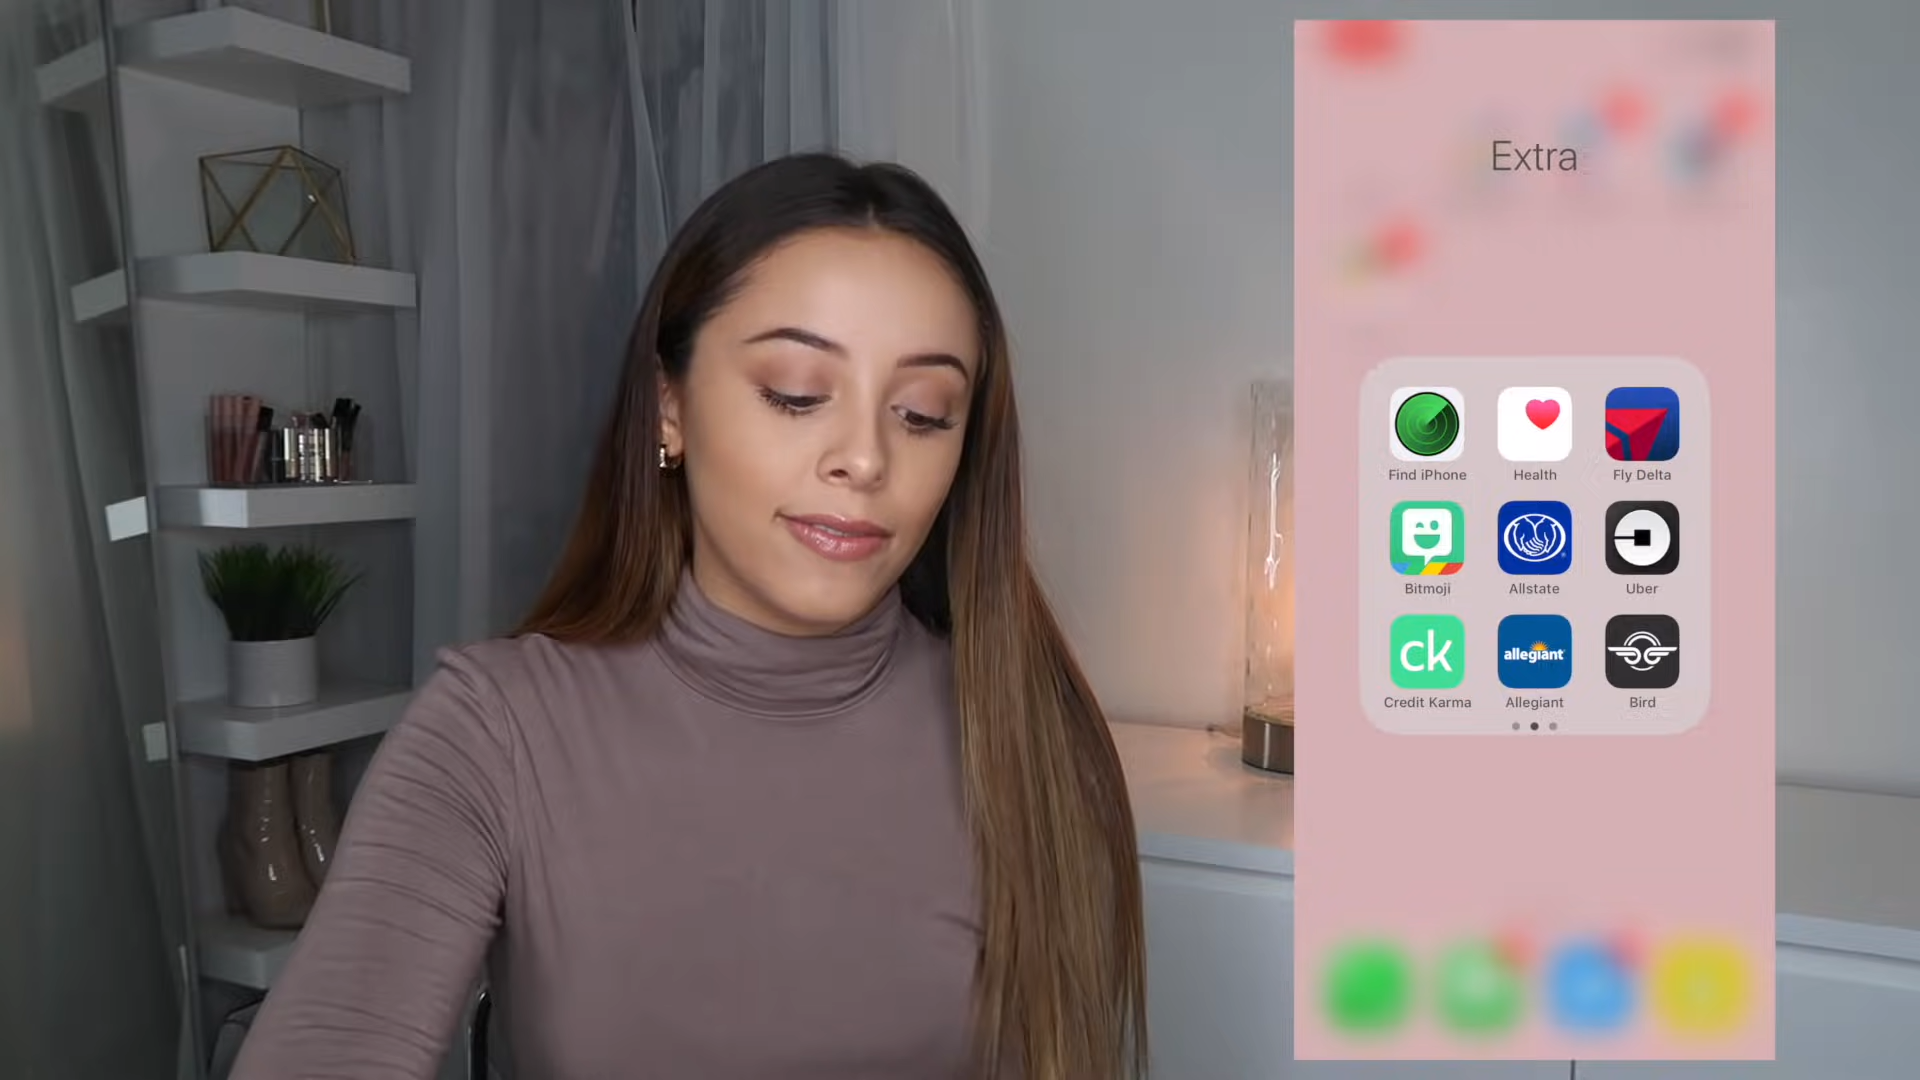 Extra
Find iPhone
Health
Fly Delta
Bitmoji
Allstate
Uber
ck
allegiant
Credit Karma
Allegiant
Bird